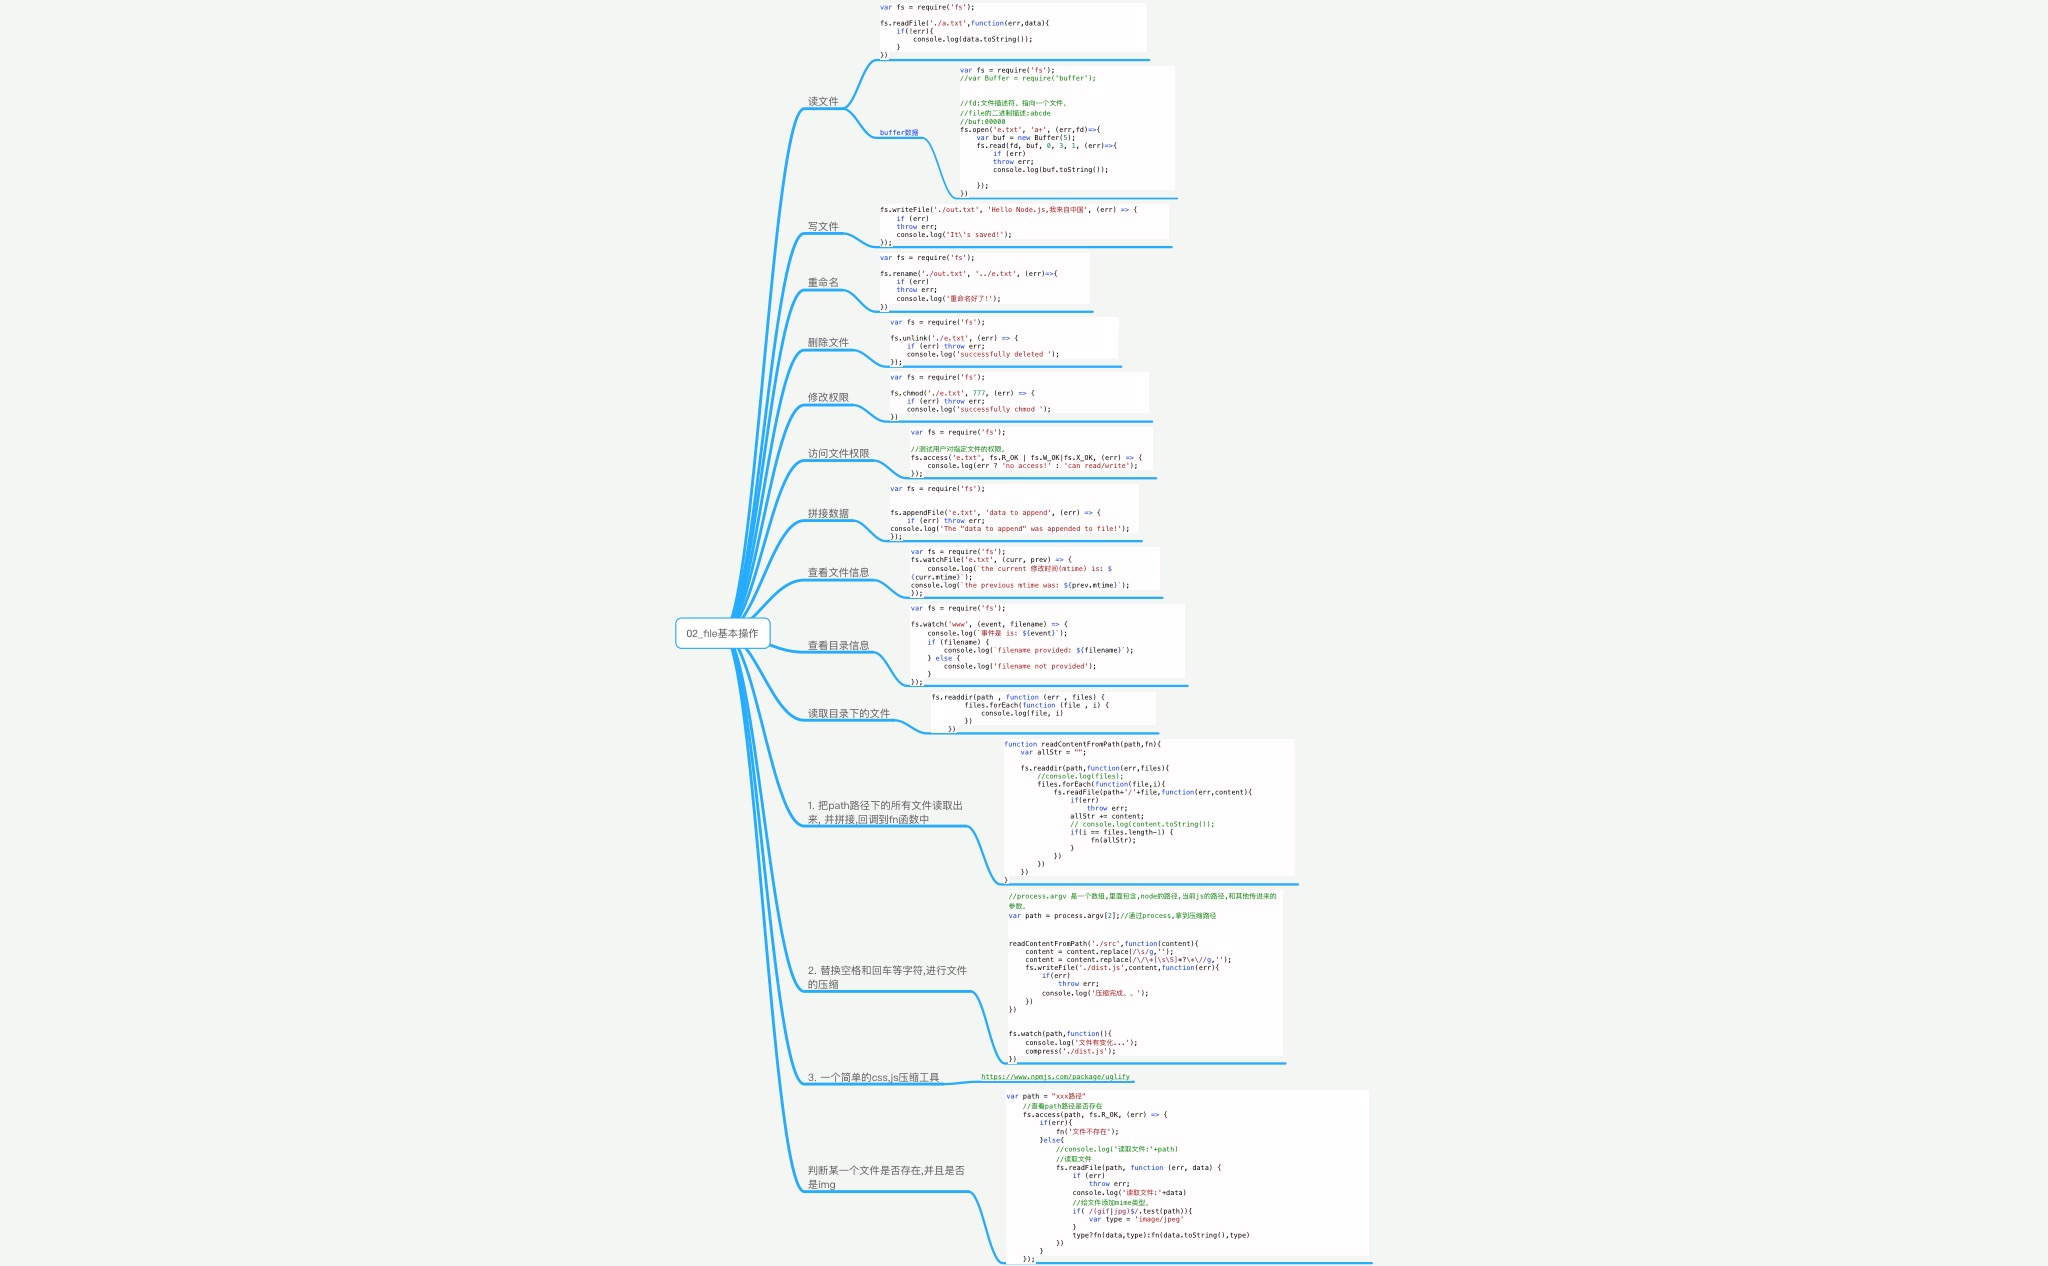 var fs = require('fs');
fs.readFile('./a.txt',function(err,data){
if(!err){
console.log(data.toString());
}
})
读文件
buffer数据
var fs = require('fs');
//var Buffer = require('buffer');
//fd:文件描述符。指向一个文件。
//file的二进制描述:abcde
//buf:00000
fs.open('e.txt', 'a+', (err,fd)=>{
var buf = new Buffer(5);
fs.read(fd, buf, 0, 3, 1, (err)=>{
if (err)
throw err;
console.log(buf.toString());
});
})
写文件
fs.writeFile('./out.txt', 'Hello Node.js,我来自中国', (err) => {
if (err)
throw err;
console.log('It\'s saved!');
});
重命名
var fs = require('fs');
fs.rename('./out.txt', '../e.txt', (err)=>{
if (err)
throw err;
console.log('重命名好了!');
})
删除文件
var fs = require('fs');
fs.unlink('./e.txt', (err) => {
if (err) throw err;
console.log('successfully deleted ');
});
修改权限
var fs = require('fs');
fs.chmod('./e.txt', 777, (err) => {
if (err) throw err;
console.log('successfully chmod ');
})
访问文件权限
var fs = require('fs');
//测试用户对指定文件的权限。
fs.access('e.txt', fs.R_OK | fs.W_OK|fs.X_OK, (err) => {
console.log(err ? 'no access!' : 'can read/write');
});
拼接数据
var fs = require('fs');
fs.appendFile('e.txt', 'data to append', (err) => {
if (err) throw err;
console.log('The "data to append" was appended to file!');
});
查看文件信息
var fs = require('fs');
fs.watchFile('e.txt', (curr, prev) => {
console.log(`the current 修改时间(mtime) is: $
{curr.mtime}`);
console.log(`the previous mtime was: ${prev.mtime}`);
});
02_file基本操作
查看目录信息
var fs = require('fs');
fs.watch('www', (event, filename) => {
console.log(`事件是 is: ${event}`);
if (filename) {
console.log(`filename provided: ${filename}`);
} else {
console.log('filename not provided');
}
});
读取目录下的文件
fs.readdir(path , function (err , files) {
files.forEach(function (file , i) {
console.log(file, i)
})
})
1. 把path路径下的所有文件读取出
来, 并拼接,回调到fn函数中
function readContentFromPath(path,fn){
var allStr = "";
fs.readdir(path,function(err,files){
//console.log(files);
files.forEach(function(file,i){
fs.readFile(path+'/'+file,function(err,content){
if(err)
throw err;
allStr += content;
// console.log(content.toString());
if(i == files.length-1) {
fn(allStr);
}
})
})
})
}
2. 替换空格和回车等字符,进行文件
的压缩
//process.argv 是一个数组,里面包含,node的路径,当前js的路径,和其他传进来的
参数。
var path = process.argv[2];//通过process,拿到压缩路径
readContentFromPath('./src',function(content){
content = content.replace(/\s/g,'');
content = content.replace(/\/\*[\s\S]*?\*\//g,'');
fs.writeFile('./dist.js',content,function(err){
if(err)
throw err;
console.log('压缩完成。。');
})
})
fs.watch(path,function(){
console.log('文件有变化...');
compress('./dist.js');
})
3. 一个简单的css,js压缩工具
https://www.npmjs.com/package/uglify
判断某一个文件是否存在,并且是否
是img
var path = "xxx路径"
//查看path路径是否存在
fs.access(path, fs.R_OK, (err) => {
if(err){
fn('文件不存在');
}else{
//console.log('读取文件:'+path)
//读取文件
fs.readFile(path, function (err, data) {
if (err)
throw err;
console.log('读取文件:'+data)
//给文件添加mime类型。
if( /(gif|jpg)$/.test(path)){
var type = 'image/jpeg'
}
type?fn(data,type):fn(data.toString(),type)
})
}
});